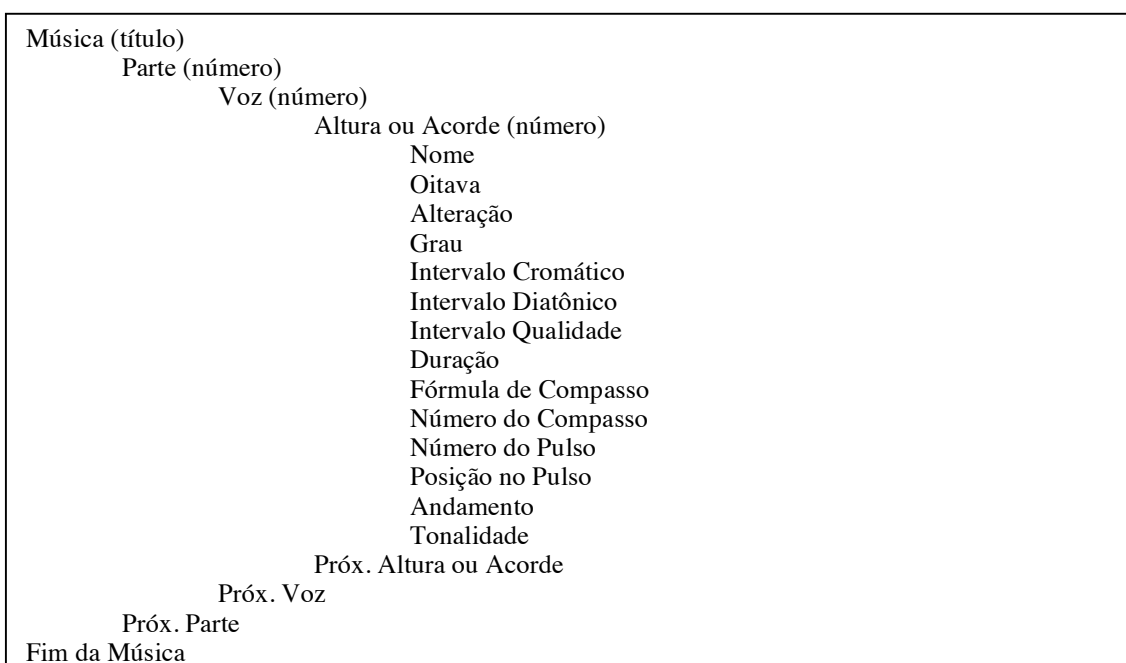 Música (título)
Parte (número)
Voz (número)
Altura ou Acorde (número)
Nome
Oitava
Alteração
Grau
Intervalo Cromático
Intervalo Diatônico
Intervalo Qualidade
Duração
Fórmula de Compasso
Número do Compasso
Número do Pulso
Posição no Pulso
Andamento
Tonalidade
Próx. Altura ou Acorde
Próx. Voz
Próx. Parte
Fim da Música